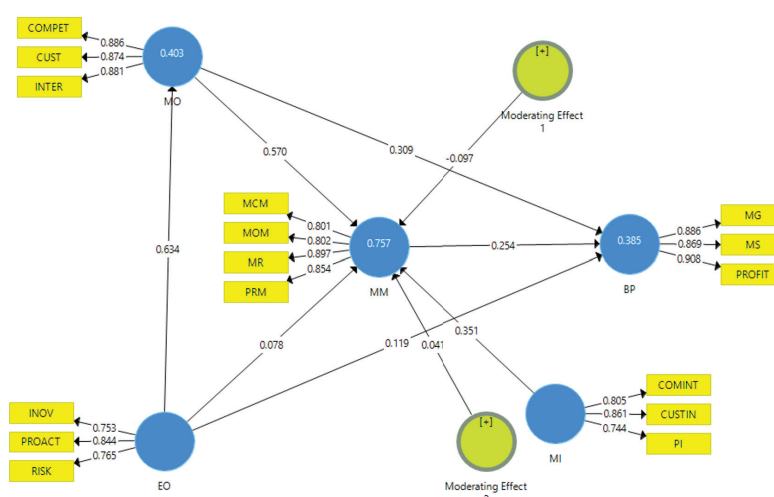 COMPET
0.886
CUST
0.874
INTER
0.881
0.403
MO
[+]
Moderating Effect
1
0.570
0.309
-0.097
MCM
0.801
MOM
0.802
MR
0.897
PRM
0.854
0.757
MM
0.254
0.385
BP
MG
0.886
MS
0.869
PROFIT
0.908
0.634
0.078
0.119
0.041
0.351
INOV
0.753
PROACT
0.844
RISK
0.765
EO
[+]
Moderating Effect
MI
COMINT
0.805
CUSTIN
0.861
PI
0.744